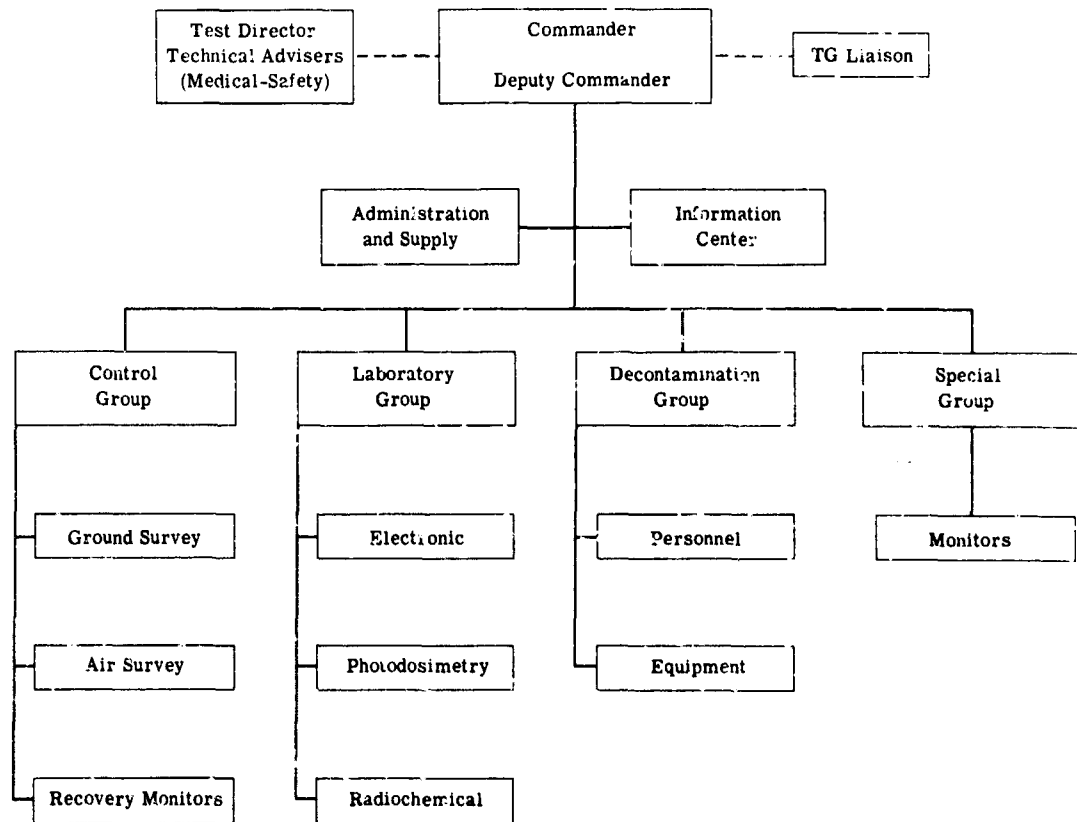 Test Director
Technical Advisers
(Medical-Safety)
Commander
Deputy Commander
TG Liaison
Administration
and Supply
Information
Center
Control
Group
Laboratory
Group
Decontamination
Group
Special
Group
Ground Survey
Electronic
Personnel
Monitors
Air Survey
Photodosimetry
Equipment
Recovery Monitors
Radiochemical